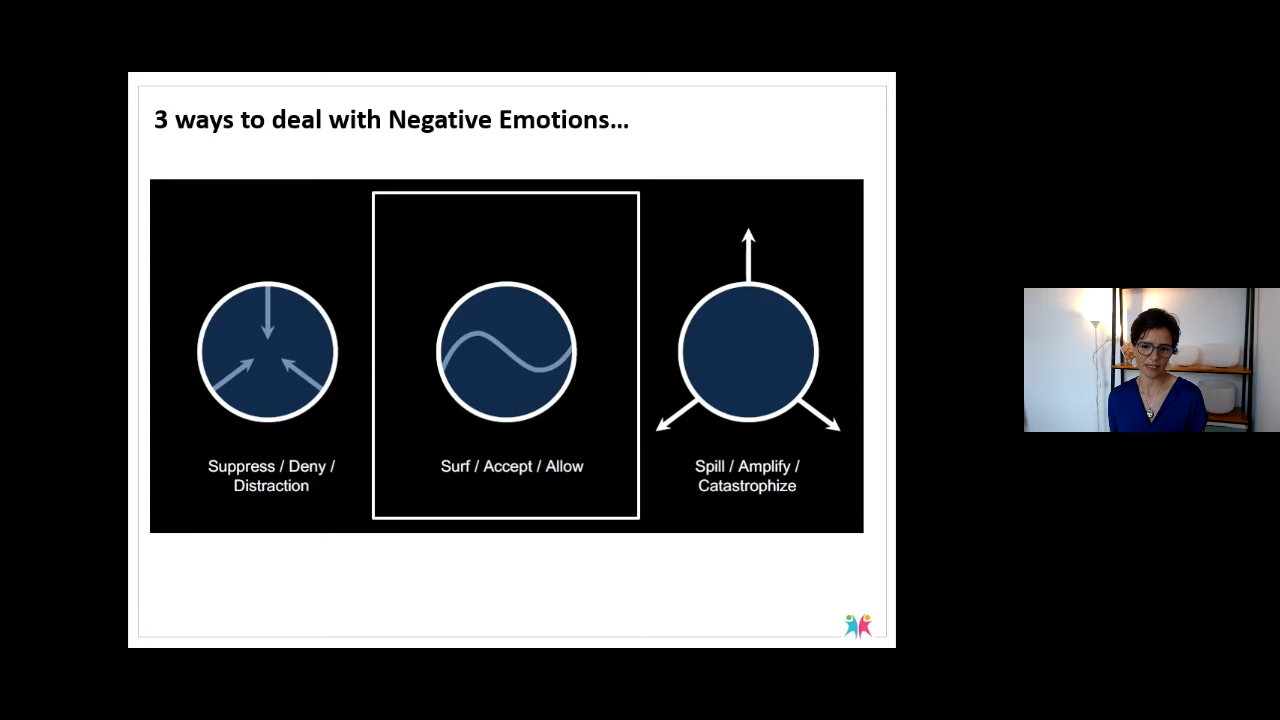 3 ways to deal with Negative Emotions…
Suppress / Deny /
Distraction
Surf / Accept / Allow
Spill / Amplify /
Catastrophize